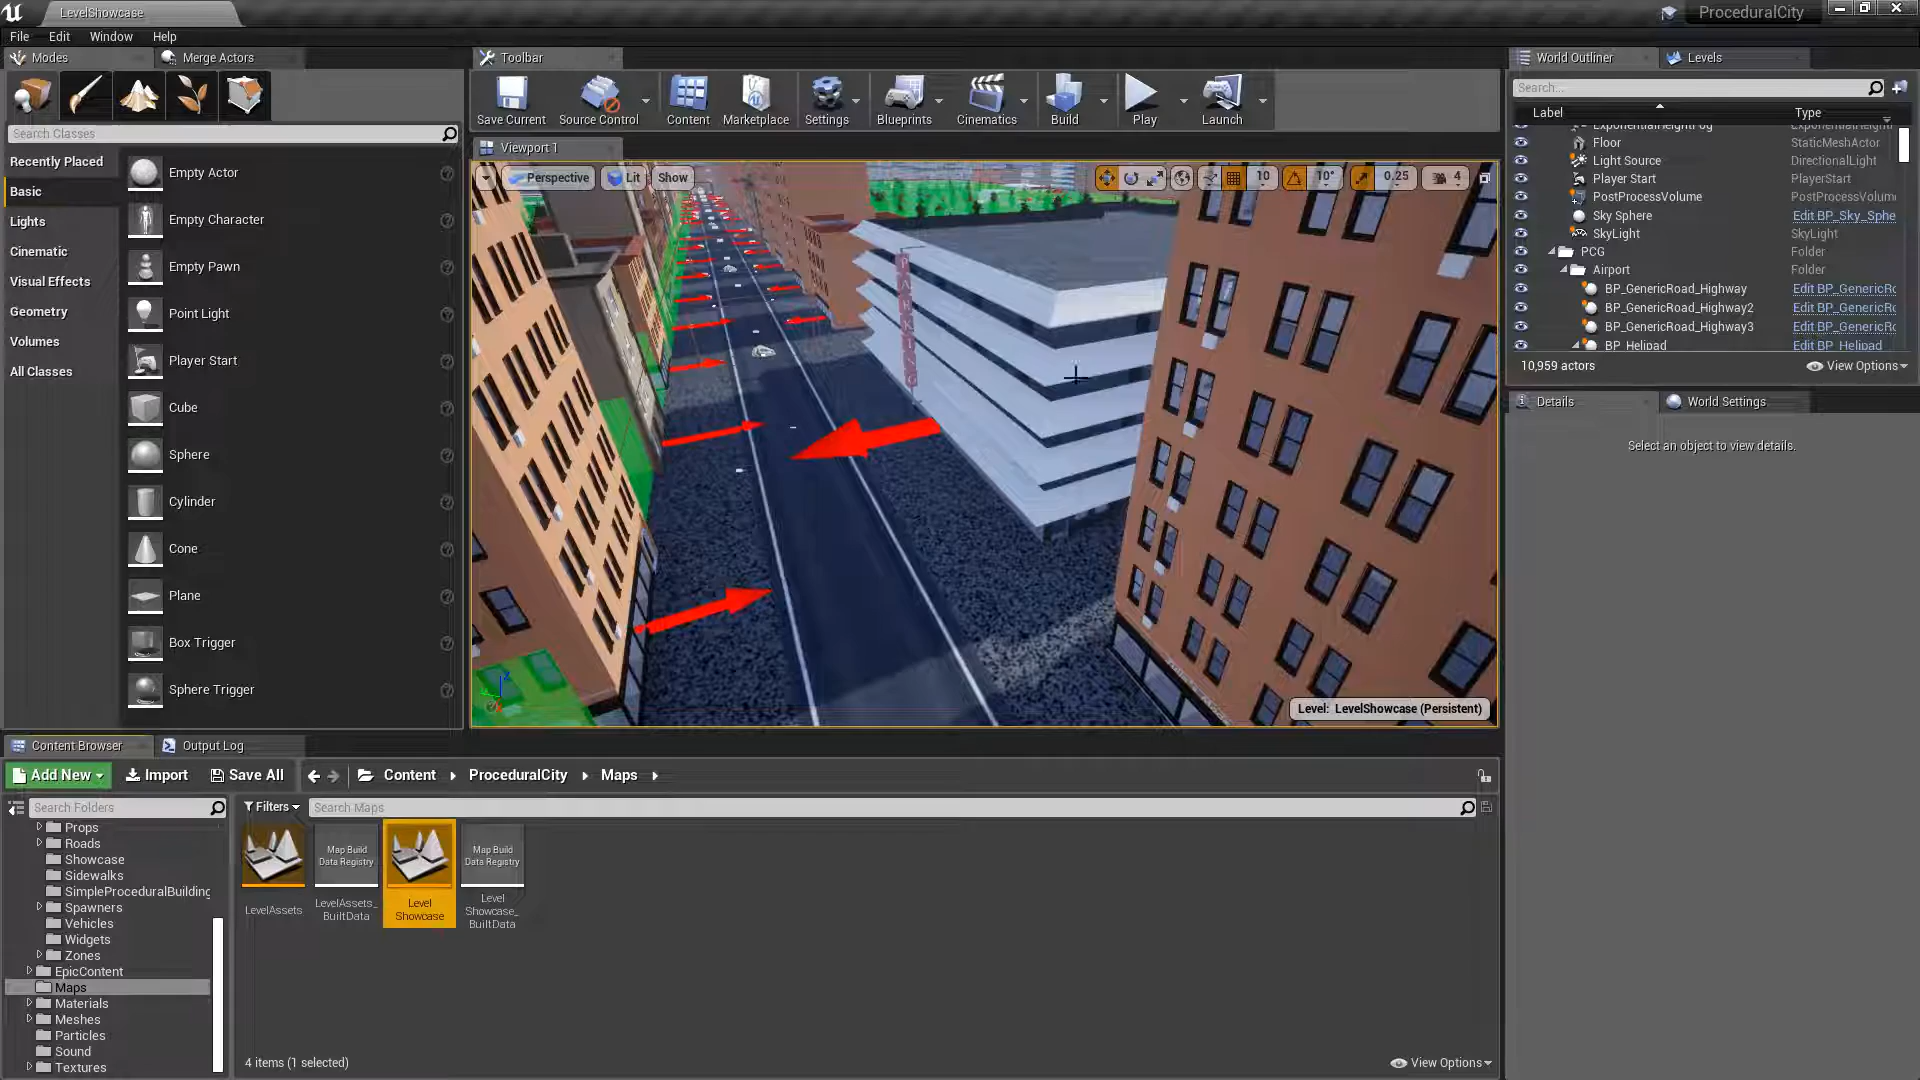 LevelShowcase
ProceduralCity
File Edit Window Help
Modes
Merge Actors
Toolbar
World Outliner
Levels
Save Current
Source Control
Content
Marketplace
Settings
Blueprints
Cinematics
Build
Play
Launch
Search...
Label
Type
Search Classes
Viewport 1
Perspective
Lit
Show
10
10°
0.25
4
Recently Placed
Basic
Lights
Cinematic
Visual Effects
Geometry
Volumes
All Classes
Empty Actor
Empty Character
Empty Pawn
Point Light
Player Start
Cube
Sphere
Cylinder
Cone
Plane
Box Trigger
Sphere Trigger
PARKING
Floor StaticMeshActor
Light Source DirectionalLight
Player Start PlayerStart
PostProcessVolume PostProcessVolume
Sky Sphere Edit BP_Sky_Sphe
SkyLight SkyLight
PCG Folder
Airport Folder
BP_GenericRoad_Highway Edit BP_GenericRo
BP_GenericRoad_Highway2 Edit BP_GenericRo
BP_GenericRoad_Highway3 Edit BP_GenericRo
BP_Helipad Edit BP_Helipad
10,959 actors
View Options
Details
World Settings
Select an object to view details.
Level: LevelShowcase (Persistent)
Content Browser
Output Log
Add New
Import
Save All
Content
ProceduralCity
Maps
Search Folders
Filters
Search Maps
Props
Roads
Showcase
Sidewalks
SimpleProceduralBuilding
Spawners
Vehicles
Widgets
Zones
EpicContent
Maps
Materials
Meshes
Particles
Sound
Textures
LevelAssets
Map Build
Data Registry
LevelAssets_
BuiltData
Level
Showcase
Map Build
Data Registry
Level
Showcase_
BuiltData
4 items (1 selected)
View Options